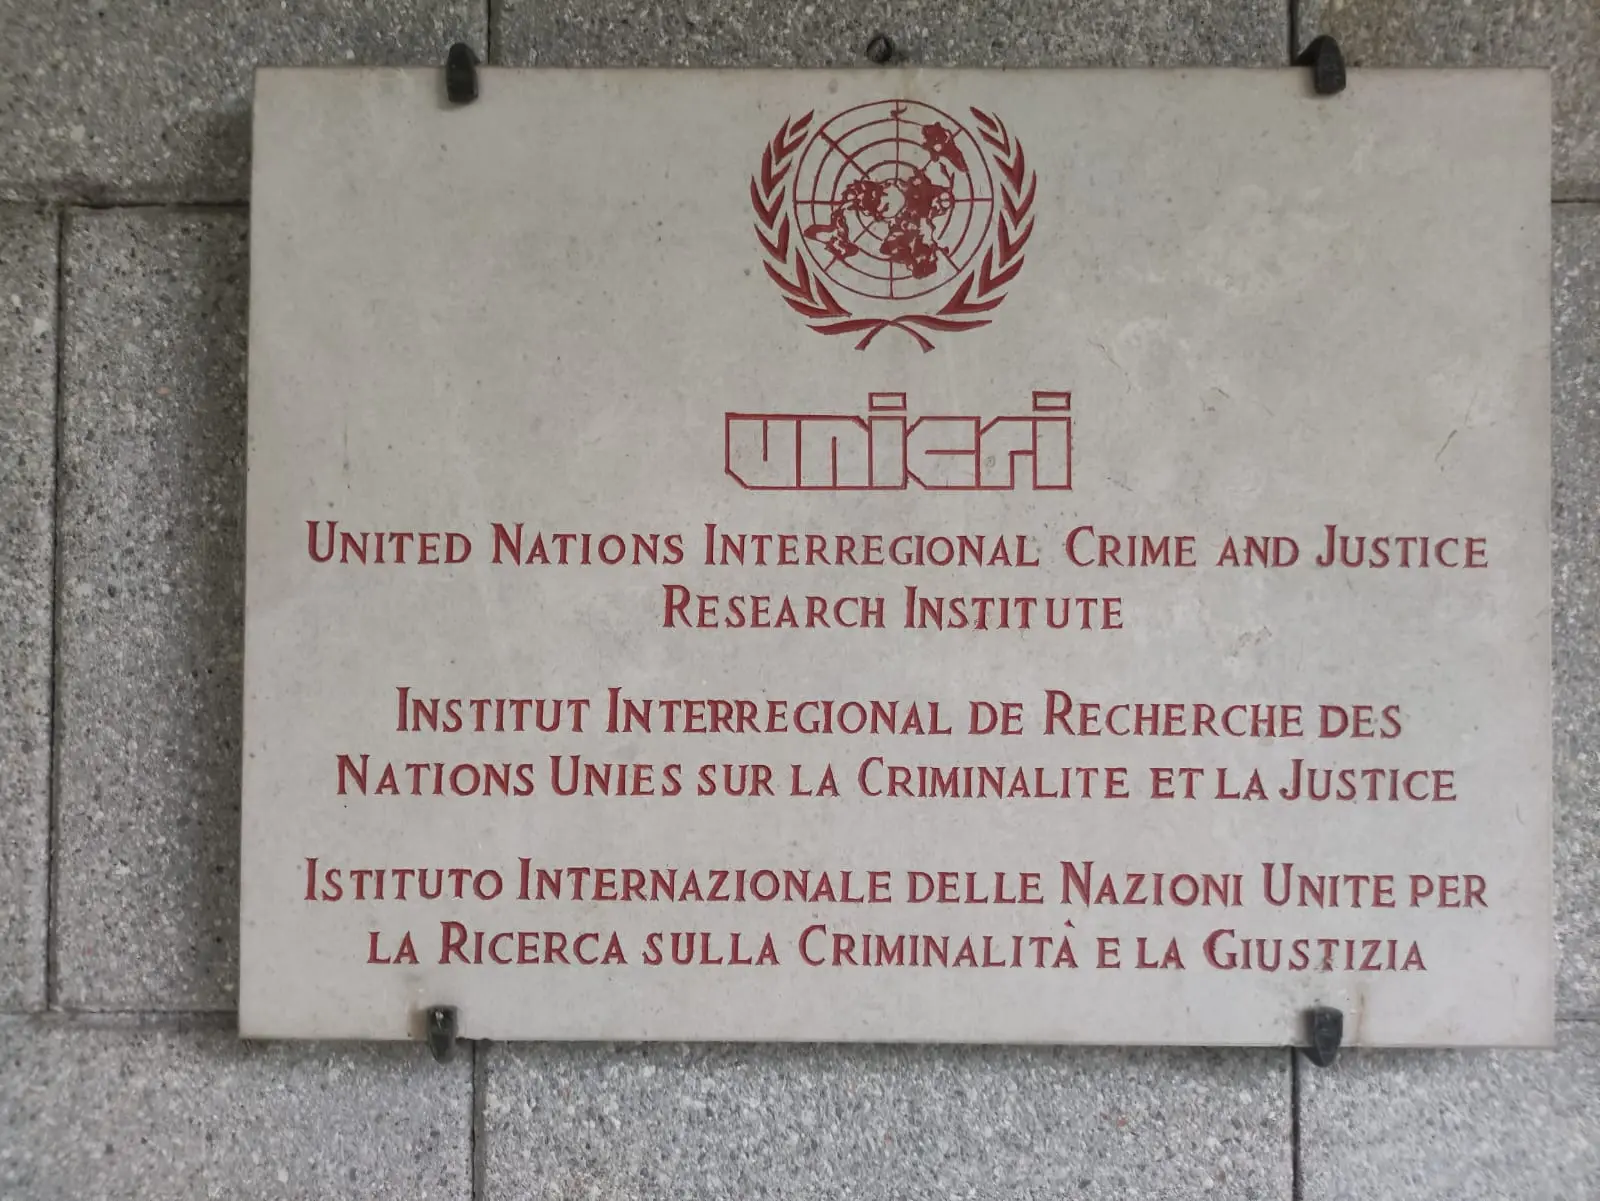 unicri
UNITED NATIONS INTERREGIONAL CRIME AND JUSTICE
RESEARCH INSTITUTE
INSTITUT INTERREGIONAL DE RECHERCHE DES
NATIONS UNIES SUR LA CRIMINALITE ET LA JUSTICE
ISTITUTO INTERNAZIONALE DELLE NAZIONI UNITE PER
LA RICERCA SULLA CRIMINALITÀ E LA GIUSTIZIA